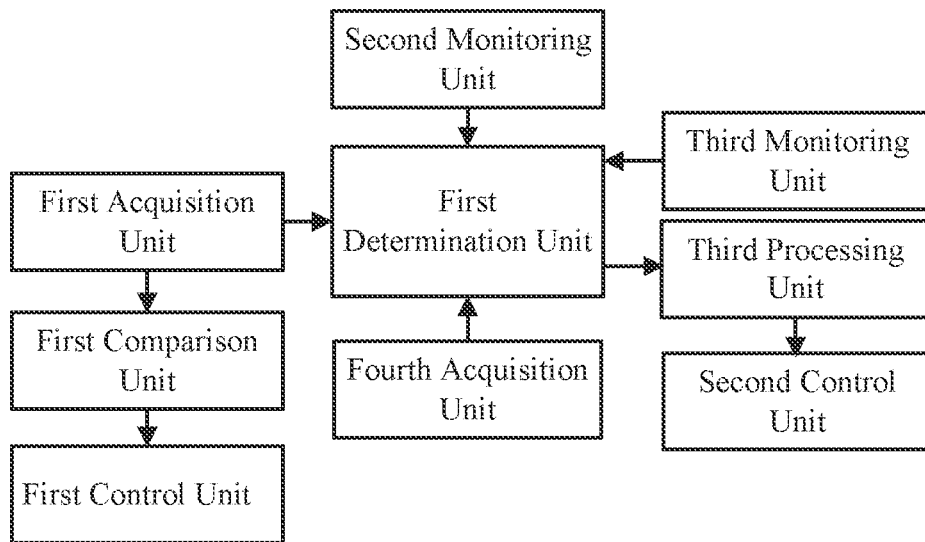 Second Monitoring
Unit
Third Monitoring
Unit
First Acquisition
Unit
First
Determination Unit
Third Processing
Unit
First Comparison
Unit
Fourth Acquisition
Unit
Second Control
Unit
First Control Unit